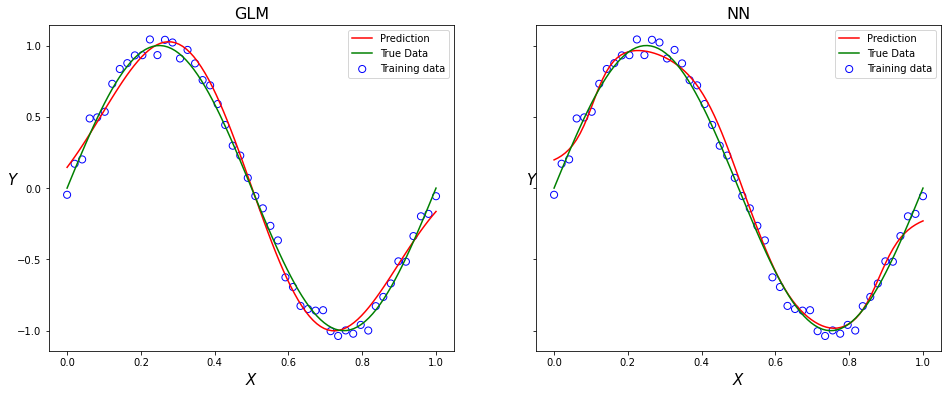 GLM
Prediction
True Data
Training data
1.0
0.5
0.0
−0.5
−1.0
Y
0.0 0.2 0.4 0.6 0.8 1.0
X
NN
Prediction
True Data
Training data
Y
0.0 0.2 0.4 0.6 0.8 1.0
X